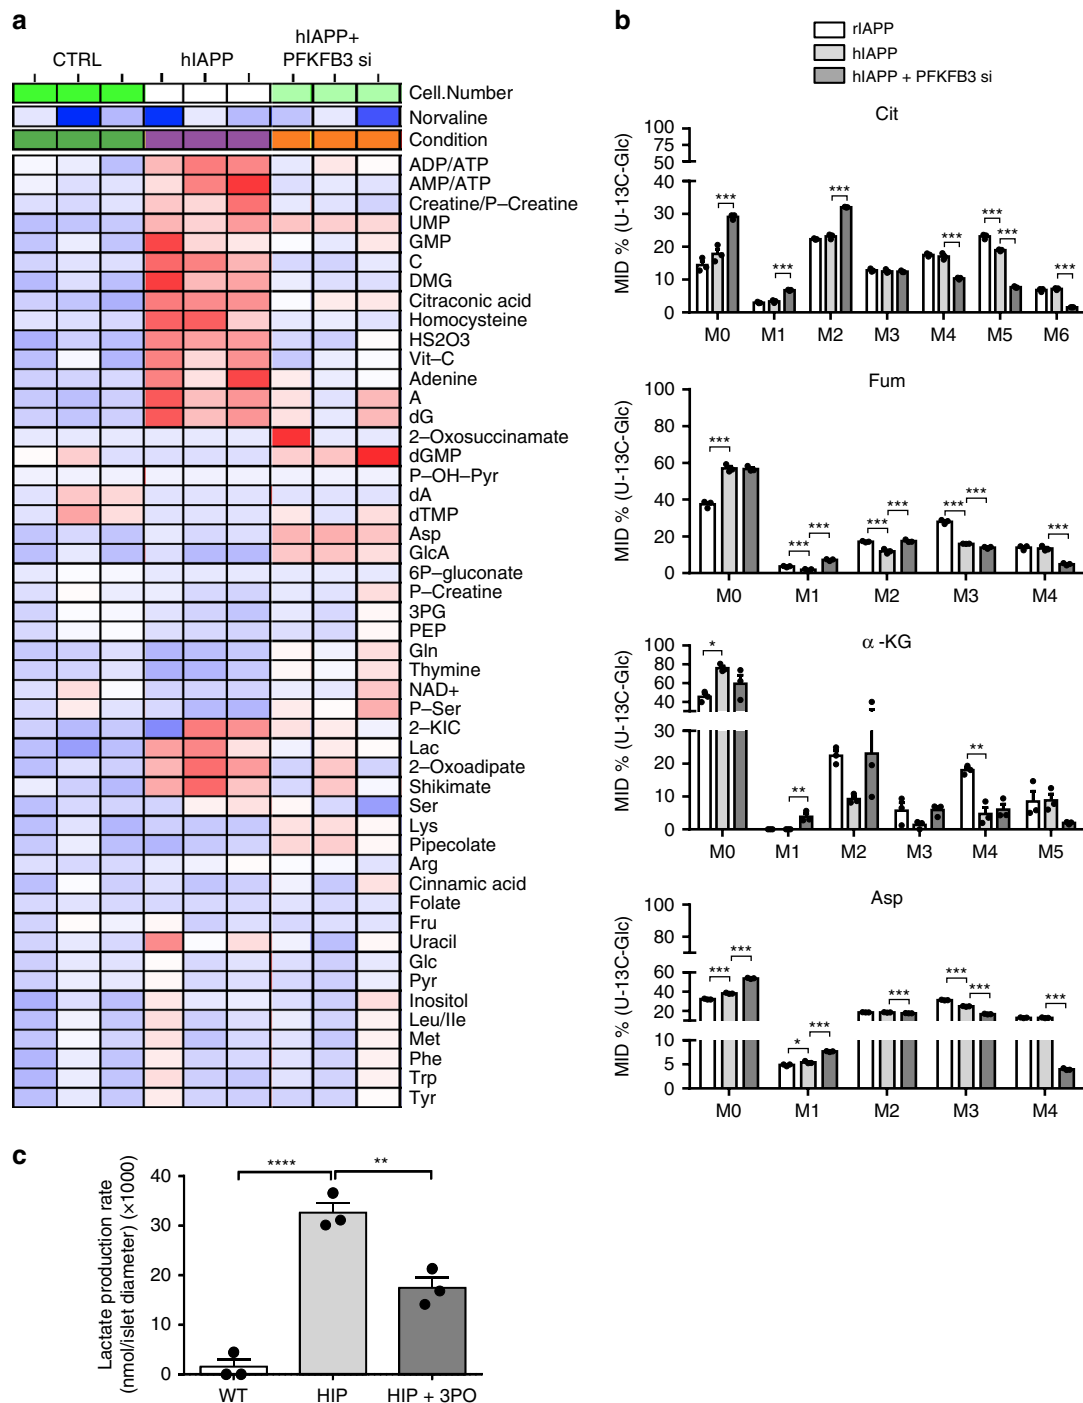 a
CTRL
hIAPP
hIAPP+
PFKFB3 si
Cell.Number
Norvaline
Condition
ADP/ATP
AMP/ATP
Creatine/P–Creatine
UMP
GMP
C
DMG
Citraconic acid
Homocysteine
HS2O3
Vit–C
Adenine
A
dG
2–Oxosuccinamate
dGMP
P–OH–Pyr
dA
dTMP
Asp
GlcA
6P–gluconate
P–Creatine
3PG
PEP
Gln
Thymine
NAD+
P–Ser
2–KIC
Lac
2–Oxoadipate
Shikimate
Ser
Lys
Pipecolate
Arg
Cinnamic acid
Folate
Fru
Uracil
Glc
Pyr
Inositol
Leu/Ile
Met
Phe
Trp
Tyr
b
rIAPP
hIAPP
hIAPP + PFKFB3 si
Cit
MID % (U-13C-Glc)
100
75
50
40
30
20
10
0
*** *** *** *** *** *** ***
M0 M1 M2 M3 M4 M5 M6
Fum
MID % (U-13C-Glc)
100
80
60
40
20
0
*** *** *** *** *** *** *** ***
M0 M1 M2 M3 M4
α -KG
MID % (U-13C-Glc)
100
80
60
40
30
20
10
0
* ** **
M0 M1 M2 M3 M4 M5
Asp
MID % (U-13C-Glc)
100
80
60
40
20
10
5
0
*** *** * *** *** *** *** ***
M0 M1 M2 M3 M4
c
Lactate production rate
(nmol/islet diameter) (×1000)
40
30
20
10
0
**** **
WT HIP HIP + 3PO